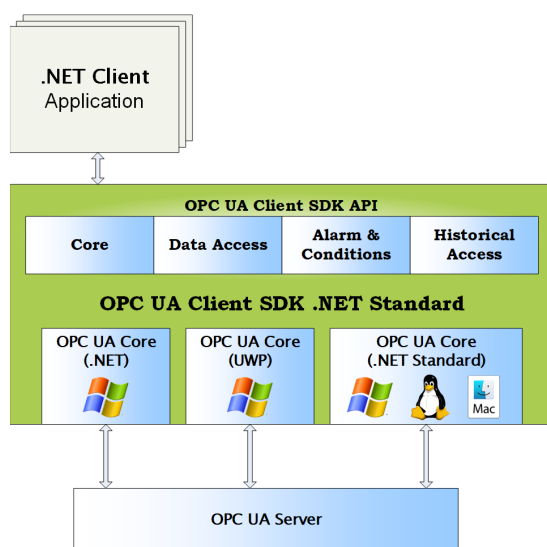 .NET Client
Application
OPC UA Client SDK API
Core
Data Access
Alarm &
Conditions
Historical
Access
OPC UA Client SDK .NET Standard
OPC UA Core
(.NET)
OPC UA Core
(UWP)
OPC UA Core
(.NET Standard)
Mac
OPC UA Server